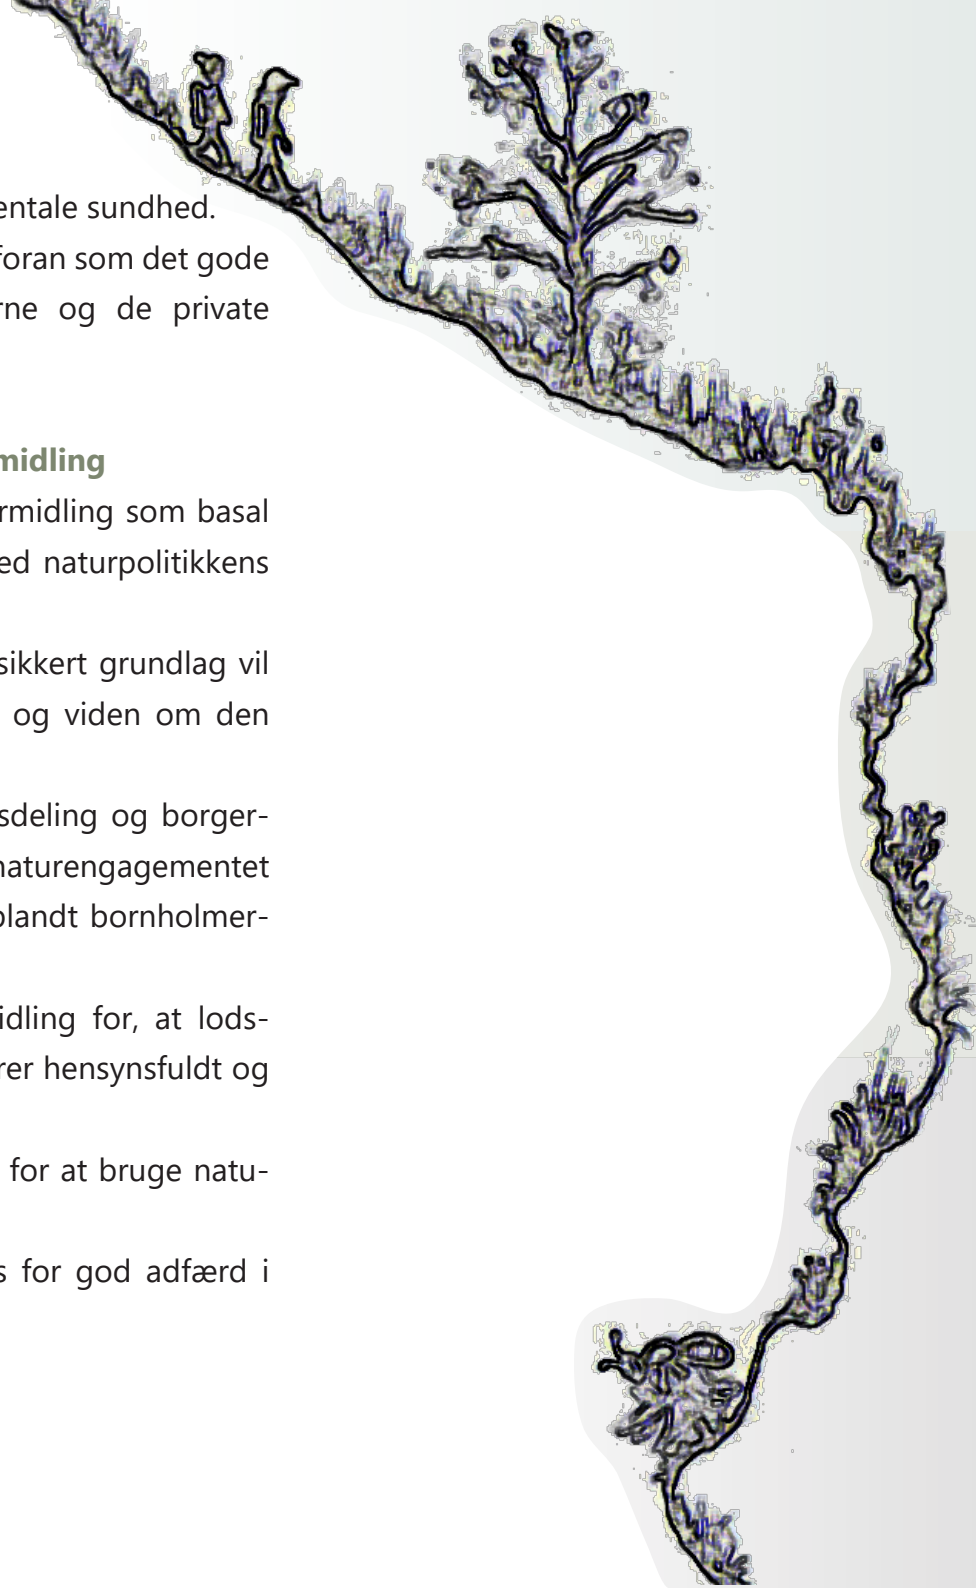 entale sundhed.
foran som det gode
rne og de private
midling
rmidling som basal
ed naturpolitikkens
sikkert grundlag vil
og viden om den
sdeling og borger-
naturengagementet
blandt bornholmer-
idling for, at lods-
rer hensynsfuldt og
for at bruge natu-
s for god adfærd i